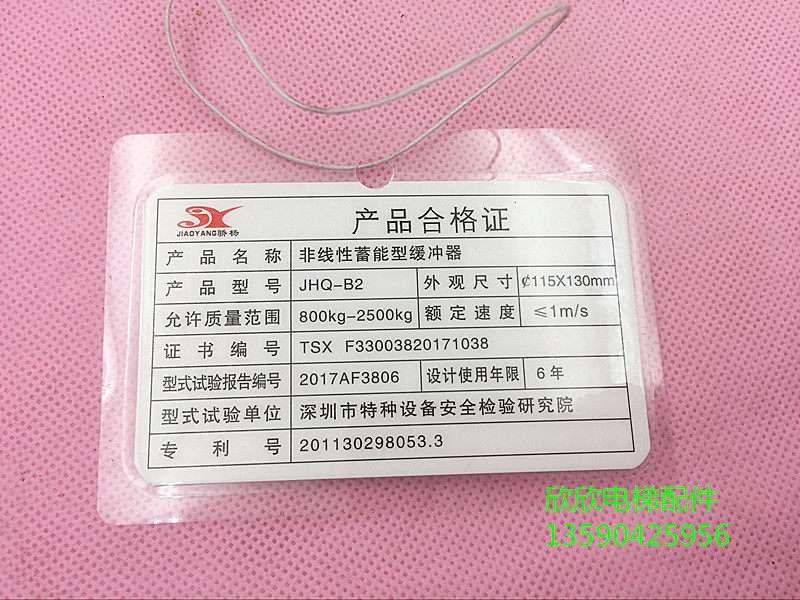 JIAOYANG骄杨
产品合格证
产品名称 非线性蓄能型缓冲器
产品型号 JHQ-B2 外观尺寸 ₡115X130mm
允许质量范围 800kg-2500kg 额定速度 ≤1m/s
证书编号 TSX F33003820171038
型式试验报告编号 2017AF3806 设计使用年限 6年
型式试验单位 深圳市特种设备安全检验研究院
专利号 201130298053.3
欣欣电梯配件
13590425956